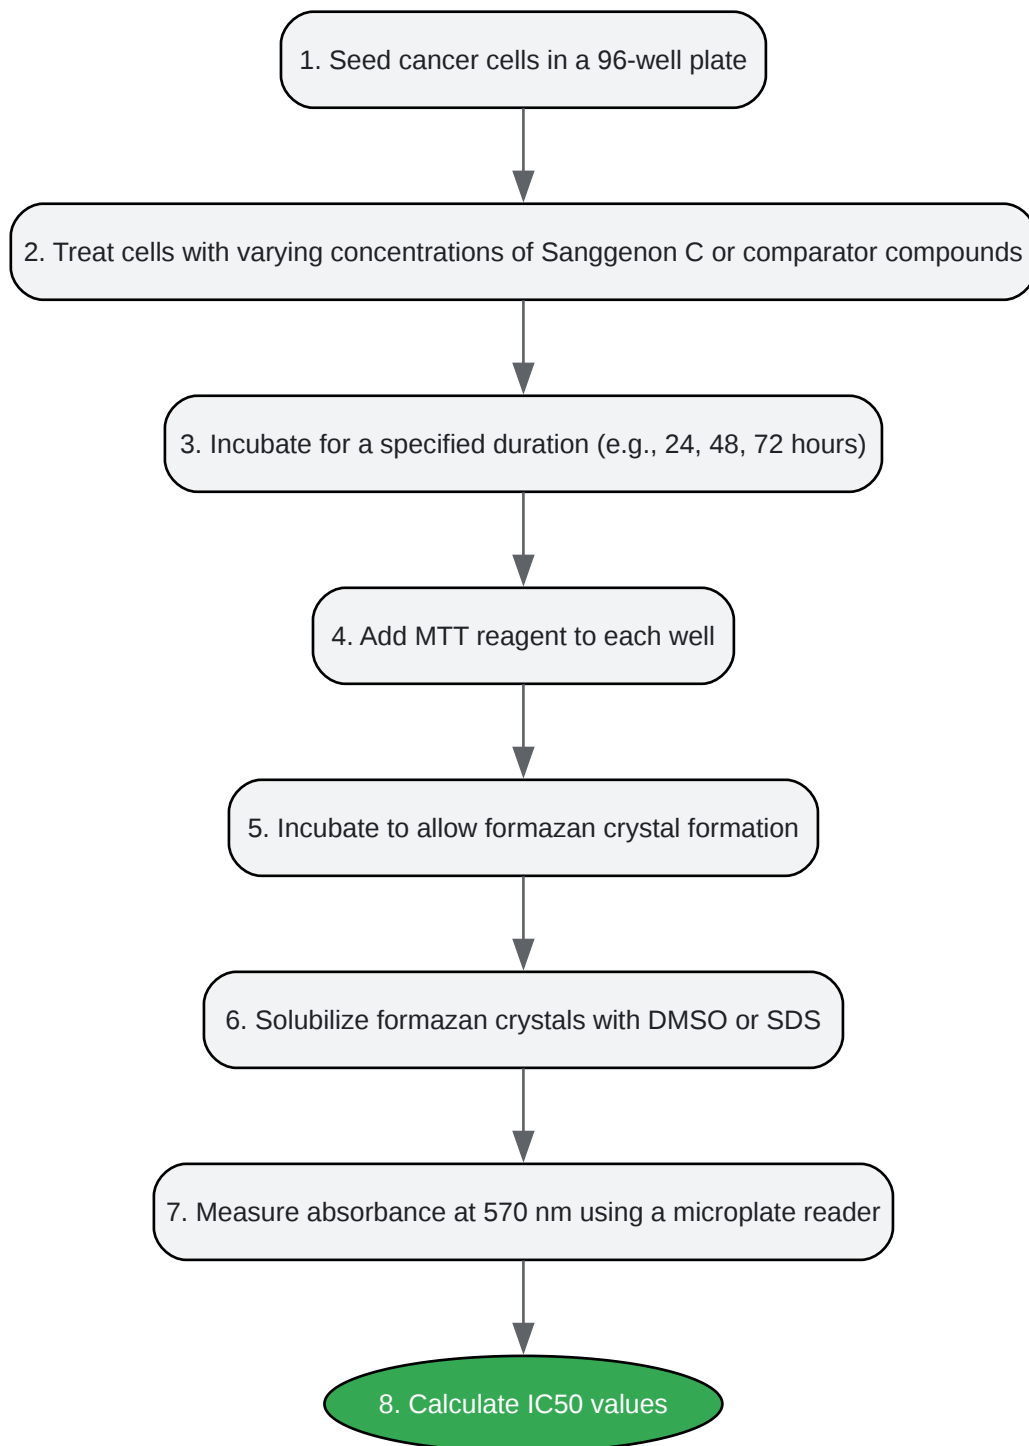 1. Seed cancer cells in a 96-well plate
2. Treat cells with varying concentrations of Sanggenon C or comparator compounds
3. Incubate for a specified duration (e.g., 24, 48, 72 hours)
4. Add MTT reagent to each well
5. Incubate to allow formazan crystal formation
6. Solubilize formazan crystals with DMSO or SDS
7. Measure absorbance at 570 nm using a microplate reader
8. Calculate IC50 values